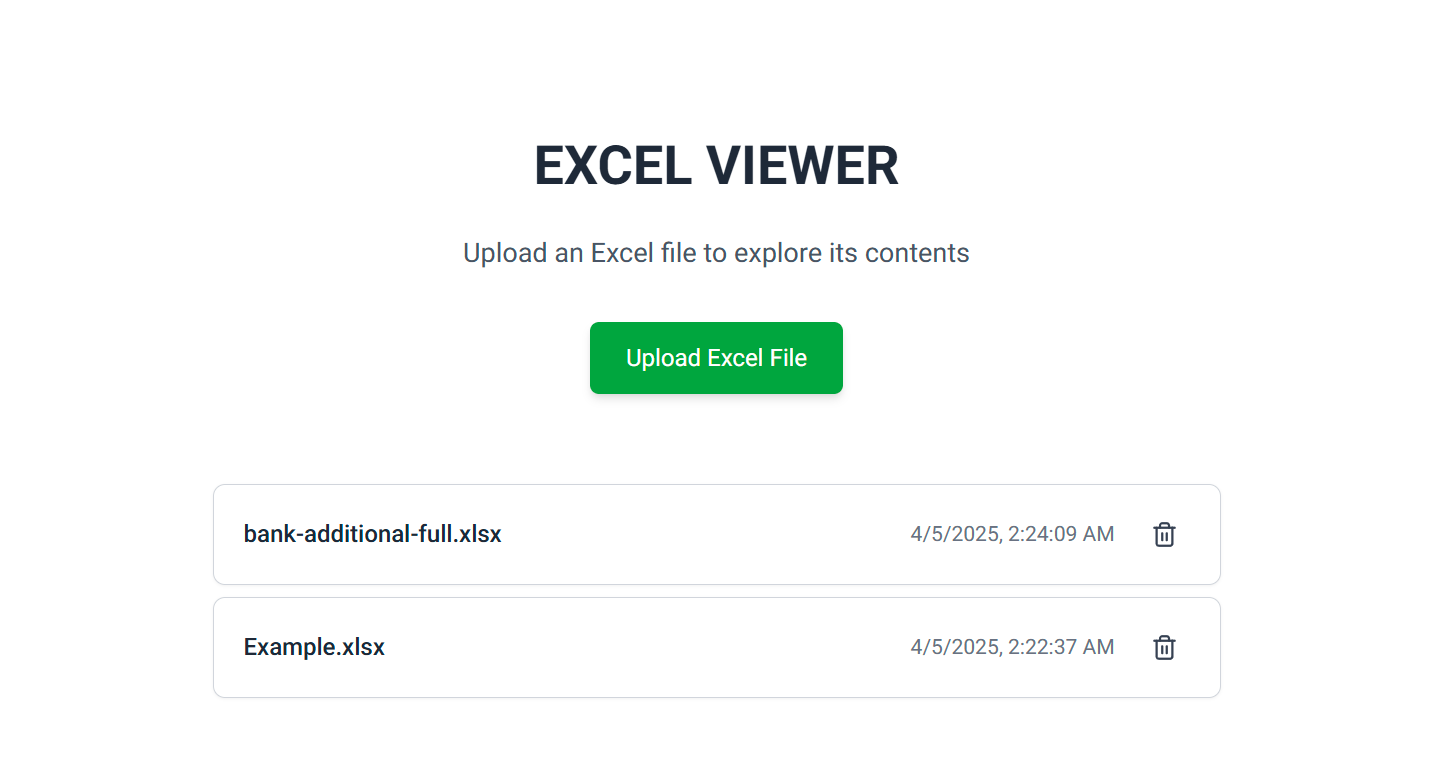 EXCEL VIEWER
Upload an Excel file to explore its contents
Upload Excel File
bank-additional-full.xlsx 4/5/2025, 2:24:09 AM
Example.xlsx 4/5/2025, 2:22:37 AM